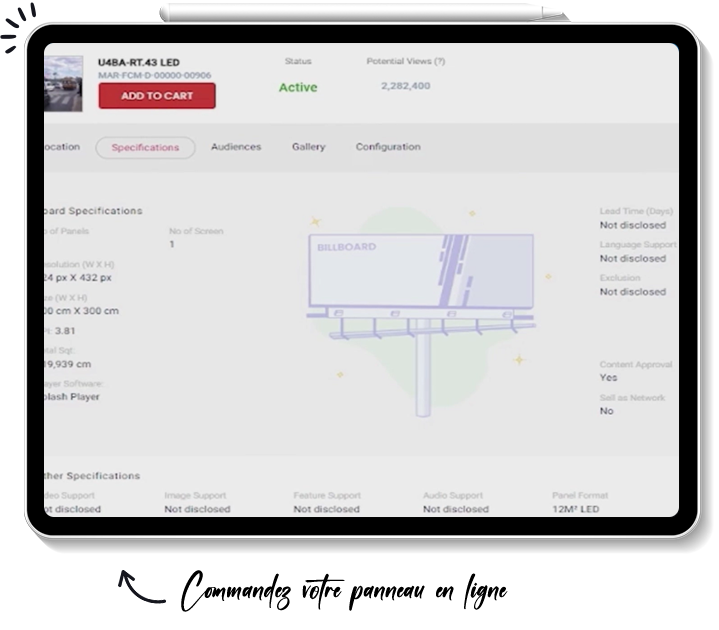 U4BA-RT.43 LED
MAR-FCM-D-00000-00906
ADD TO CART
Status
Active
Potential Views (?)
2,282,400
ocation Specifications Audiences Gallery Configuration
oard Specifications
o of Panels
No of Screen
1
solution (W X H)
24 px X 432 px
ze (W X H)
00 cm X 300 cm
3.81
tal Sqt:
19,939 cm
ayer Software:
plash Player
BILLBOARD
Lead Time (Days)
Not disclosed
Language Support
Not disclosed
Exclusion
Not disclosed
Content Approval
Yes
Sell as Network
No
ther Specifications
deo Support Image Support Feature Support Audio Support Panel Format
ot disclosed Not disclosed Not disclosed Not disclosed 12M² LED
Commandez votre panneau en ligne